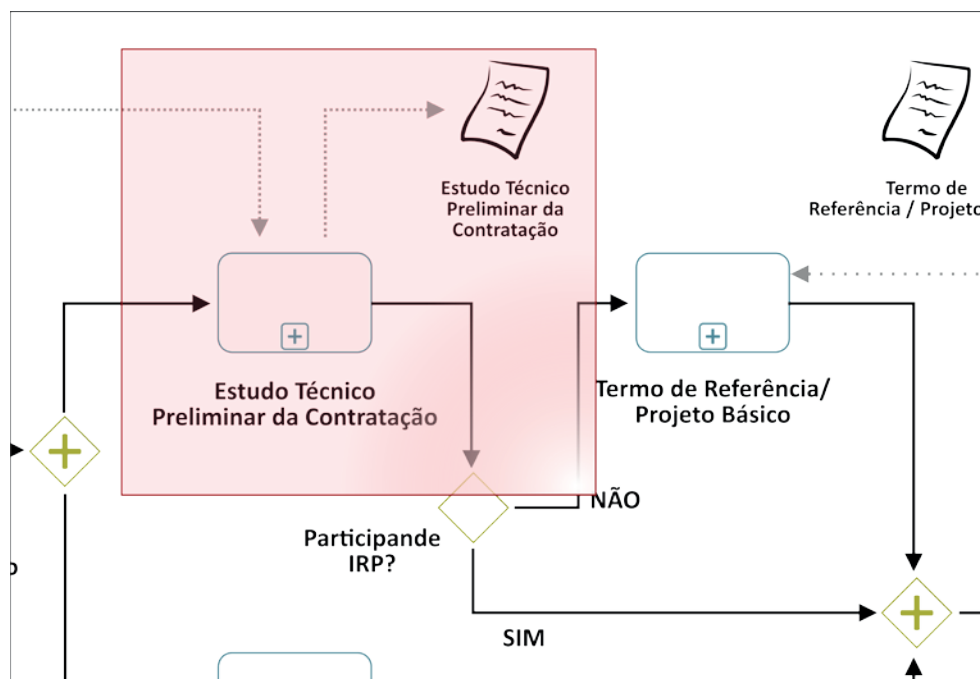 Estudo Técnico
Preliminar da
Contratação
Termo de
Referência / Projeto
Estudo Técnico
Preliminar da Contratação
Termo de Referência/
Projeto Básico
NÃO
Participande
IRP?
SIM